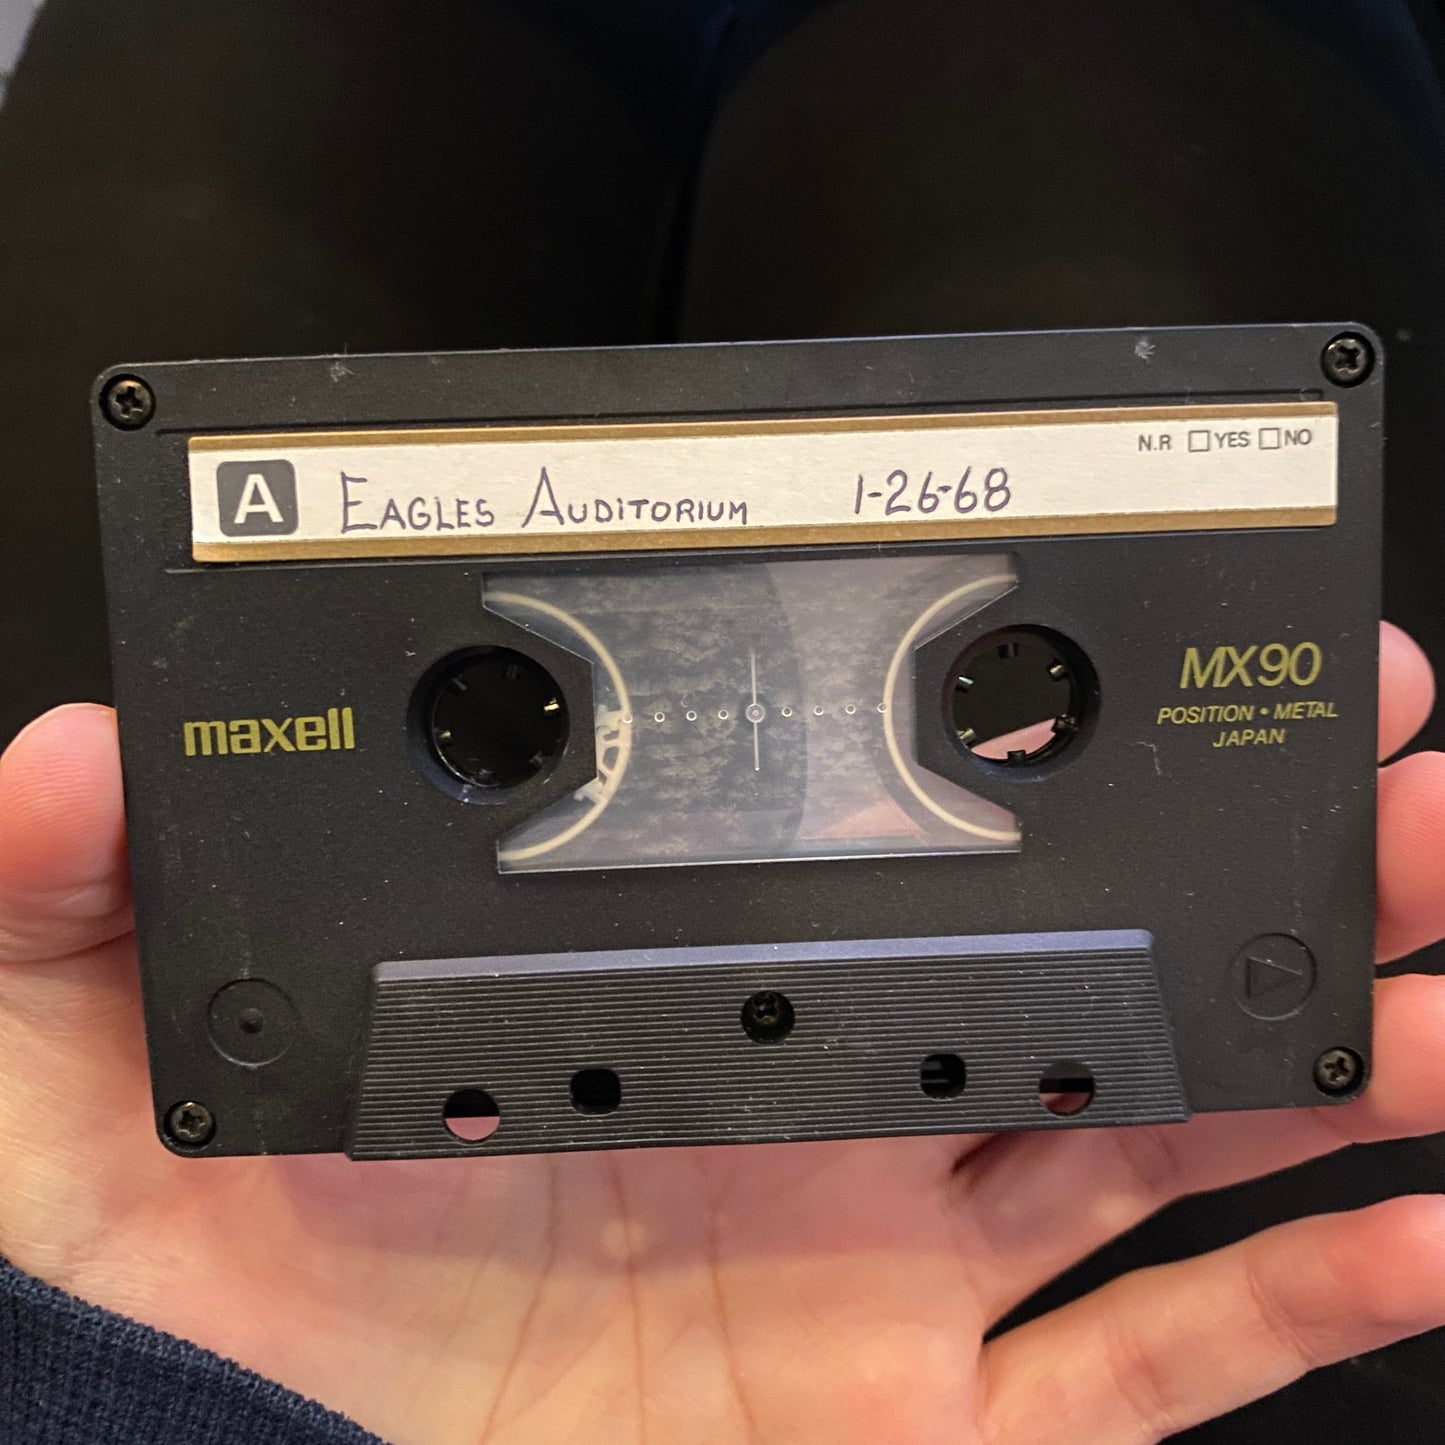 N.R □YES □NO
A EAGLES AUDITORIUM 1-26-68
maxell
MX90
POSITION • METAL
JAPAN